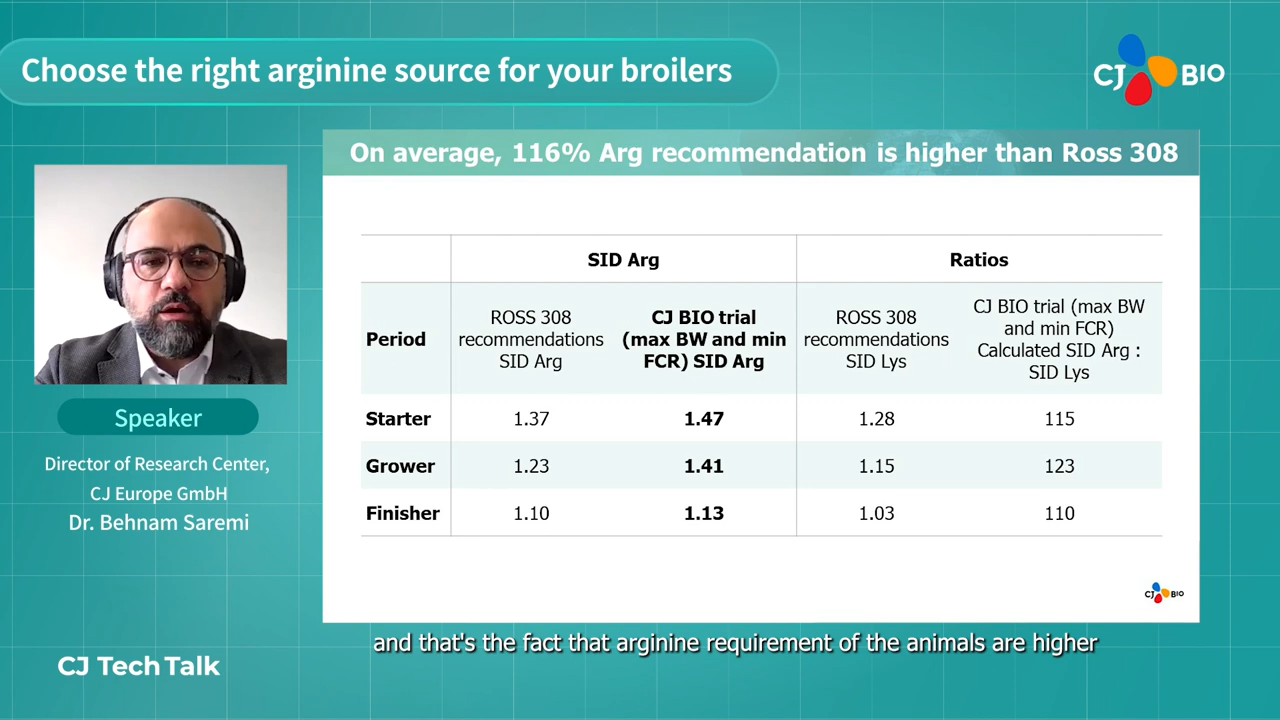 Choose the right arginine source for your broilers
CJ BIO
On average, 116% Arg recommendation is higher than Ross 308
SID Arg
Ratios
Period
ROSS 308
recommendations
SID Arg
CJ BIO trial
(max BW and min
FCR) SID Arg
ROSS 308
recommendations
SID Lys
CJ BIO trial (max BW
and min FCR)
Calculated SID Arg :
SID Lys
Starter 1.37 1.47 1.28 115
Grower 1.23 1.41 1.15 123
Finisher 1.10 1.13 1.03 110
CJ BIO
Speaker
Director of Research Center,
CJ Europe GmbH
Dr. Behnam Saremi
and that's the fact that arginine requirement of the animals are higher
CJ Tech Talk